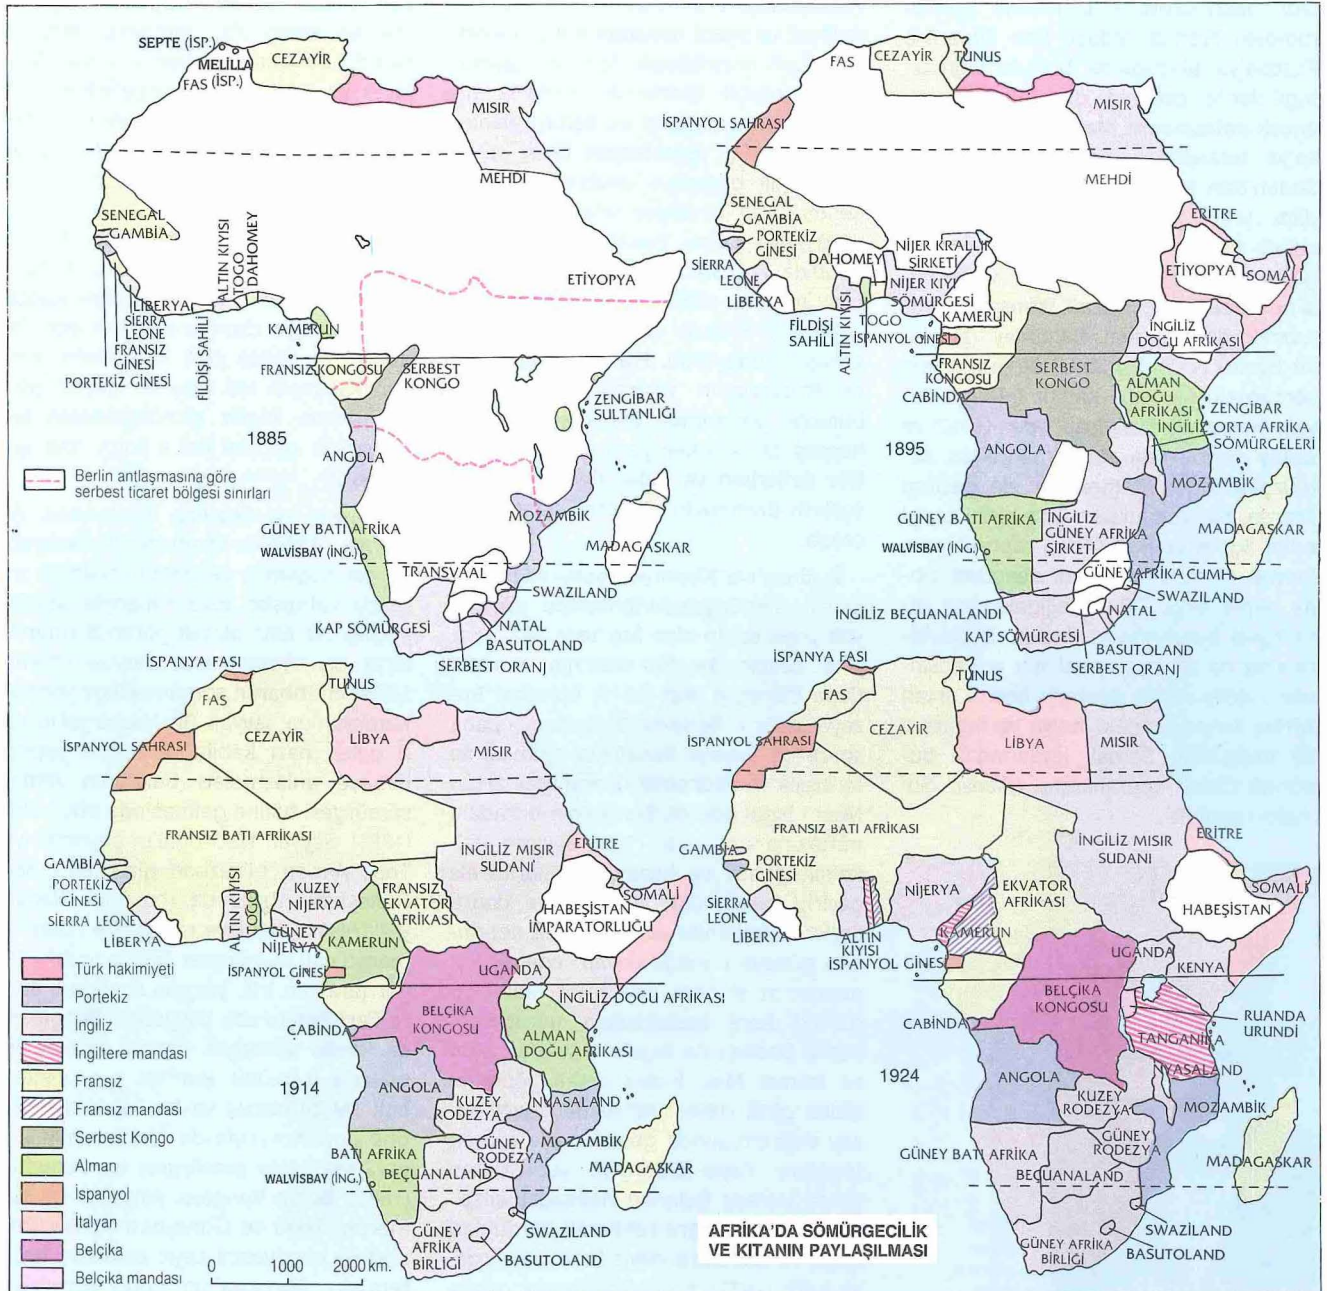 SEPTE (İSP.)
MELİLLA
(İSP.)
FAS
CEZAYİR
MISIR
MEHDİ
SENEGAL
GAMBİA
ALTIN KIYISI
TOGO
DAHOMEY
ETİYOPYA
LİBERYA
SİERRA
LEONE
FRANSIZ
GİNESİ
PORTEKİZ GİNESİ
FİLDİŞİ SAHİLİ
KAMERUN
FRANSIZ KONGOSU
SERBEST
KONGO
ZENGİBAR
SULTANLIĞI
1885
ANGOLA
Berlin antlaşmasına göre
serbest ticaret bölgesi sınırları
GÜNEY BATI AFRİKA
WALVİSBAY (İNG.)
MOZAMBİK
MADAGASKAR
TRANSVAAL
SWAZİLAND
NATAL
BASUTOLAND
KAP SÖMÜRGESİ
SERBEST ORANJ
FAS
CEZAYİR
TUNUS
İSPANYOL SAHRASI
MISIR
MEHDİ
SENEGAL
GAMBİA
PORTEKİZ
GİNESİ
SİERRA
LEONE
LİBERYA
DAHOMEY
NİJER KRALLIK
ŞİRKETİ
NİJER KIYI
SÖMÜRGESİ
ERİTRE
ETİYOPYA
SOMALİ
FİLDİŞİ
SAHİLİ
ALTIN KIYISI
TOGO
KAMERUN
İSPANYOL GİNESİ
İNGİLİZ
DOĞU AFRİKASI
FRANSIZ
KONGOSU
SERBEST
KONGO
CABİNDA
ALMAN
DOĞU
AFRİKASI
ZENGİBAR
İNGİLİZ ORTA AFRİKA
SÖMÜRGELERİ
1895
ANGOLA
MOZAMBİK
GÜNEY BATI AFRİKA
WALVİSBAY (İNG.)
İNGİLİZ
GÜNEY AFRİKA
ŞİRKETİ
MADAGASKAR
GÜNEY AFRİKA CUMH.
SWAZİLAND
İNGİLİZ BEÇUALANDI
NATAL
BASUTOLAND
KAP SÖMÜRGESİ
SERBEST ORANJ
İSPANYA FASI
TUNUS
FAS
CEZAYİR
İSPANYOL SAHRASI
LİBYA
MISIR
FRANSIZ BATI AFRİKASI
İNGİLİZ MISIR
SUDANI
ERİTRE
GAMBİA
PORTEKİZ
GİNESİ
SİERRA LEONE
LİBERYA
ALTIN KIYISI
TOGO
KUZEY
NİJERYA
GÜNEY
NİJERYA
FRANSIZ
EKVATOR
AFRİKASI
SOMALİ
HABEŞİSTAN
İMPARATORLUĞU
KAMERUN
İSPANYOL GİNESİ
UGANDA
İNGİLİZ DOĞU AFRİKASI
CABİNDA
BELÇİKA
KONGOSU
ALMAN
DOĞU AFRİKASI
1914
ANGOLA
KUZEY
RODEZYA
NYASALAND
MOZAMBİK
GÜNEY
RODEZYA
BATI AFRİKA
WALVİSBAY (İNG.)
BEÇUANALAND
MADAGASKAR
GÜNEY
AFRİKA
BİRLİĞİ
SWAZİLAND
BASUTOLAND
0 1000 2000 km.
Türk hakimiyeti
Portekiz
İngiliz
İngiltere mandası
Fransız
Fransız mandası
Serbest Kongo
Alman
İspanyol
İtalyan
Belçika
Belçika mandası
İSPANYA FASI
TUNUS
FAS
CEZAYİR
İSPANYOL SAHRASI
LİBYA
MISIR
FRANSIZ BATI AFRİKASI
İNGİLİZ MISIR
SUDANI
ERİTRE
GAMBİA
PORTEKİZ
GİNESİ
SİERRA
LEONE
LİBERYA
ALTIN
KIYISI
NİJERYA
EKVATOR
AFRİKASI
SOMALİ
HABEŞİSTAN
KAMERUN
İSPANYOL GİNESİ
UGANDA
KENYA
CABİNDA
BELÇİKA
KONGOSU
RUANDA
URUNDİ
TANGANİKA
NYASALAND
1924
ANGOLA
KUZEY
RODEZYA
MOZAMBİK
GÜNEY
RODEZYA
GÜNEY BATI AFRİKA
BEÇUANALAND
MADAGASKAR
SWAZİLAND
BASUTOLAND
GÜNEY AFRİKA
BİRLİĞİ
AFRİKA'DA SÖMÜRGECİLİK
VE KITANIN PAYLAŞILMASI